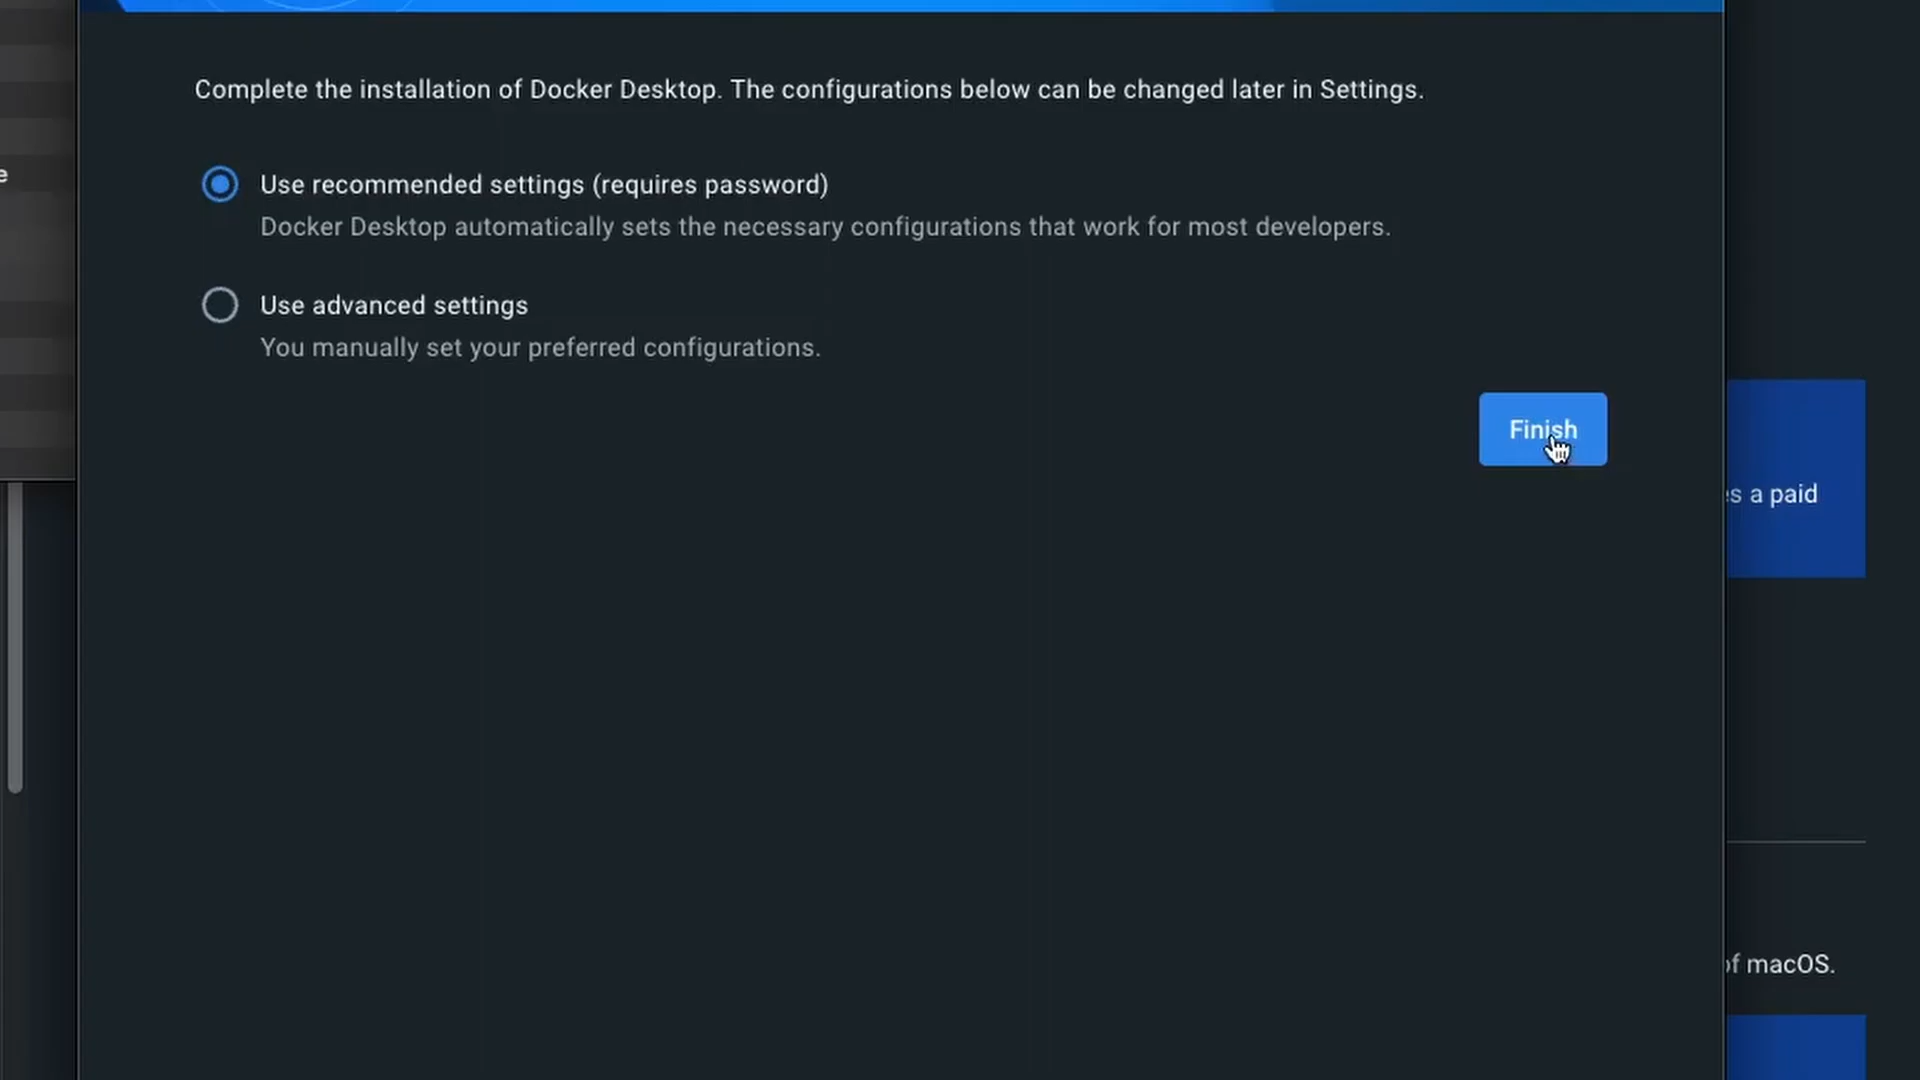 Complete the installation of Docker Desktop. The configurations below can be changed later in Settings.
e
Use recommended settings (requires password)
Docker Desktop automatically sets the necessary configurations that work for most developers.
Use advanced settings
You manually set your preferred configurations.
Finish
s a paid
of macOS.